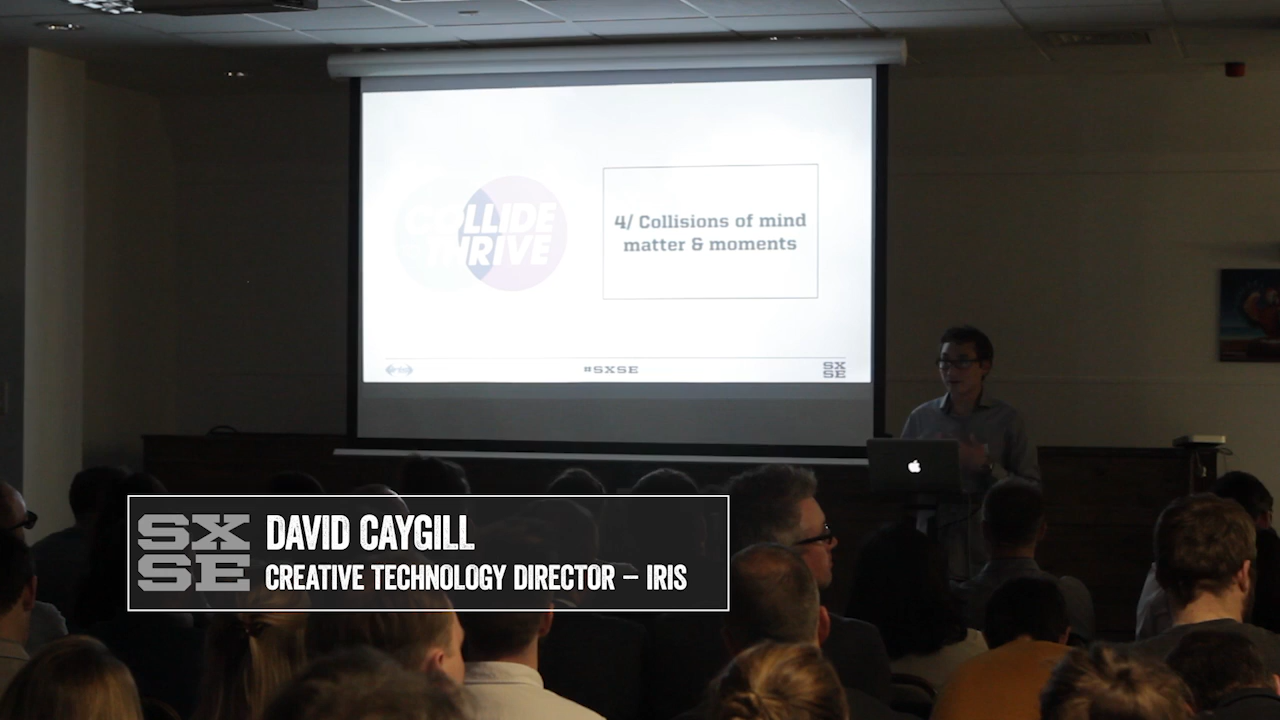 COLLIDE
THRIVE
4/ Collisions of mind
matter & moments
#SXSE
SX
SE
SX
SE
DAVID CAYGILL
CREATIVE TECHNOLOGY DIRECTOR – IRIS